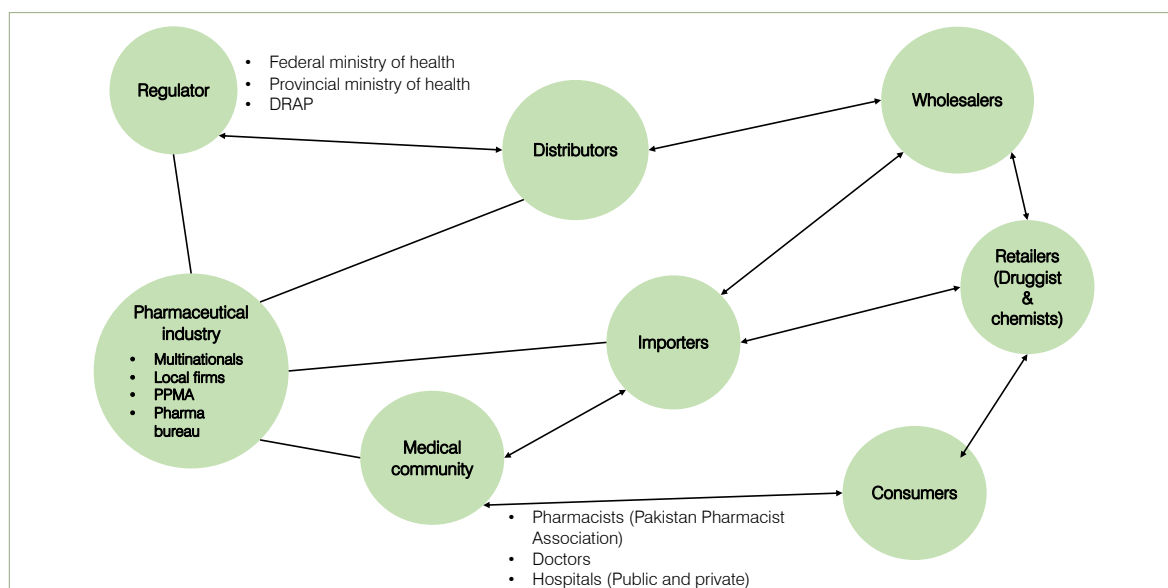 Regulator
• Federal ministry of health
• Provincial ministry of health
• DRAP
Distributors
Wholesalers
Retailers
(Druggist
&
chemists)
Pharmaceutical
industry
• Multinationals
• Local firms
• PPMA
• Pharma
bureau
Importers
Medical
community
Consumers
• Pharmacists (Pakistan Pharmacist
Association)
• Doctors
• Hospitals (Public and private)